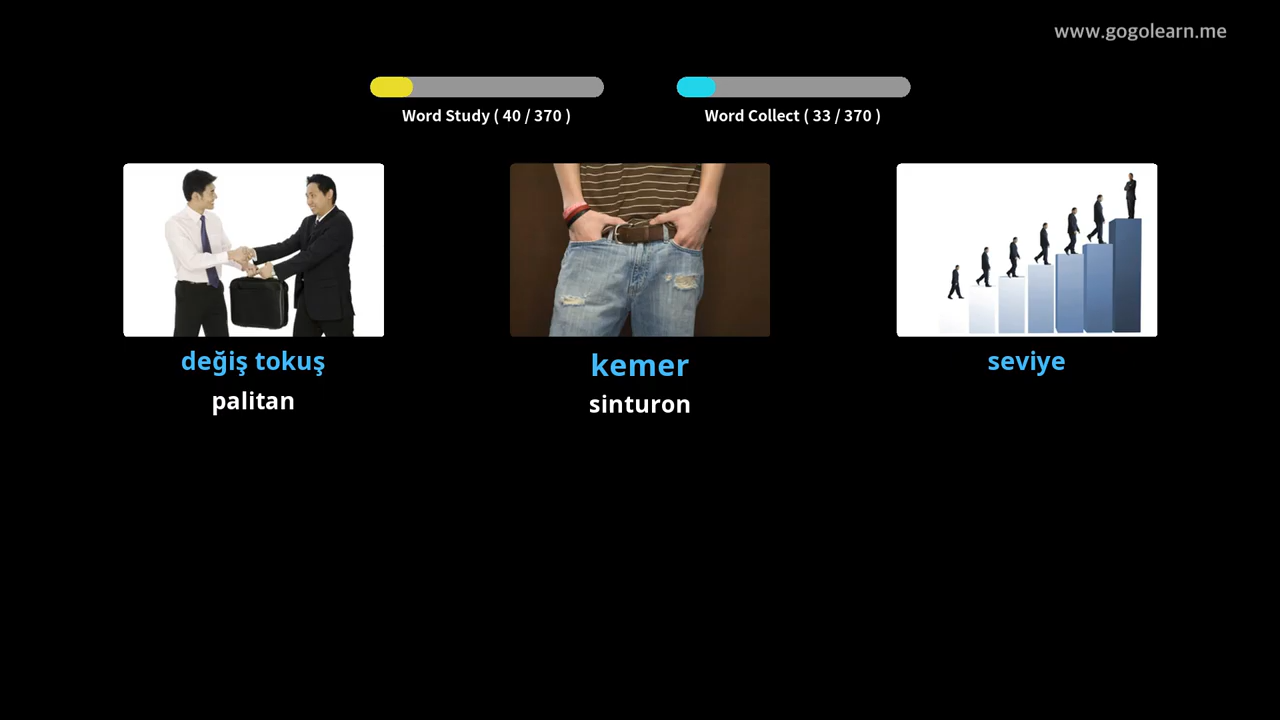 www.gogolearn.me
Word Study ( 40 / 370 )
Word Collect ( 33 / 370 )
değiş tokuş
palitan
kemer
sinturon
seviye